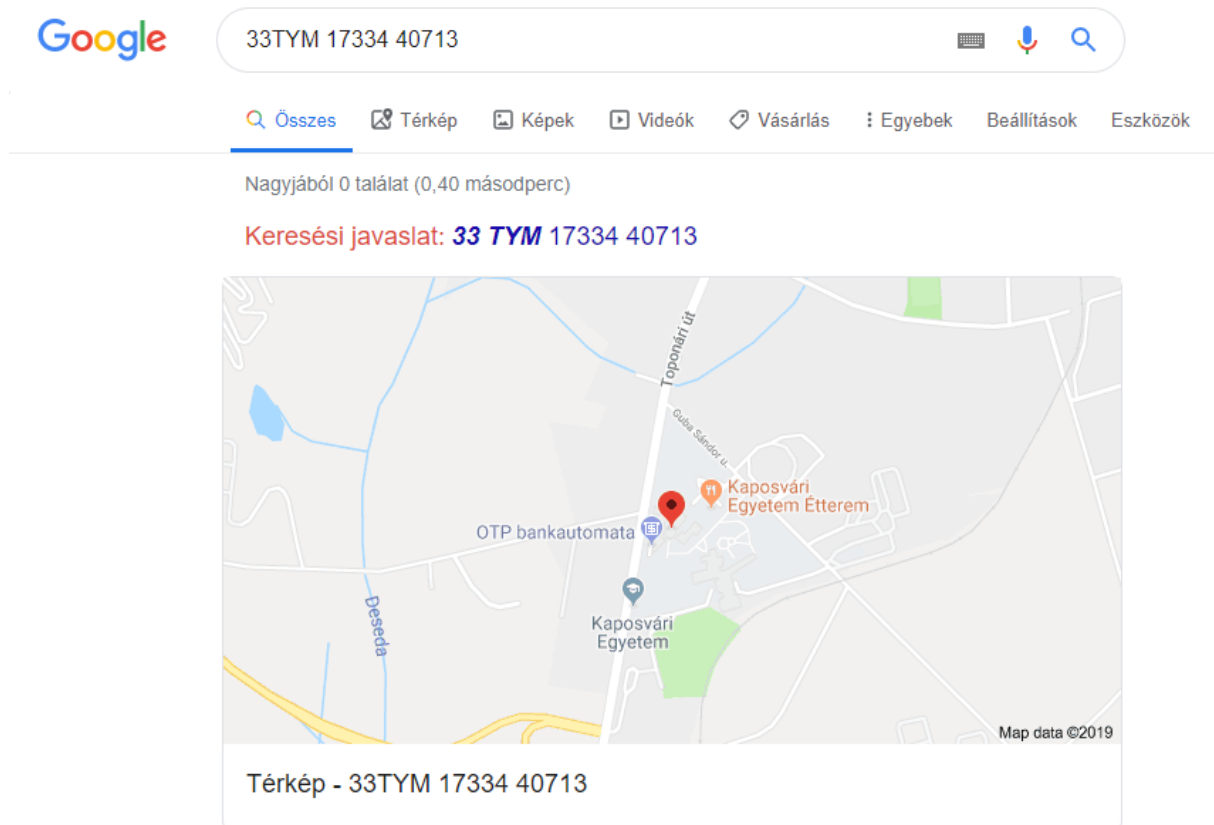 Google
33TYM 17334 40713
Összes Térkép Képek Videók Vásárlás Egyebek Beállítások Eszközök
Nagyjából 0 találat (0,40 másodperc)
Keresési javaslat: 33 TYM 17334 40713
Toponári út
Guba Sándor u.
Kaposvári
Egyetem Étterem
OTP bankautomata
Kaposvári
Egyetem
Deseda
Map data ©2019
Térkép - 33TYM 17334 40713